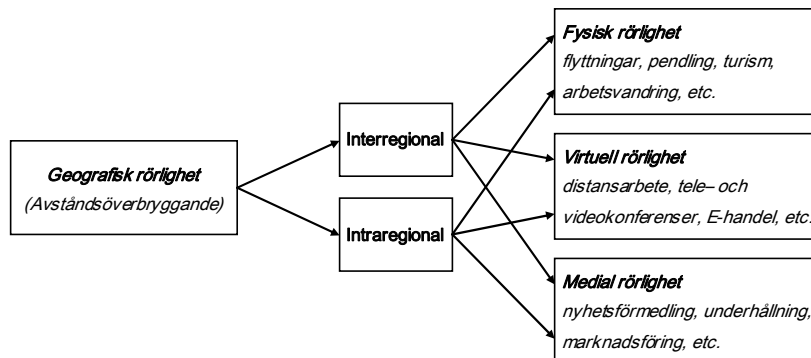 Geografisk rörlighet
(Avståndsöverbryggande)
Interregional
Intraregional
Fysisk rörlighet
flyttningar, pendling, turism,
arbetsvandring, etc.
Virtuell rörlighet
distansarbete, tele– och
videokonferenser, E-handel, etc.
Medial rörlighet
nyhetsförmedling, underhållning,
marknadsföring, etc.